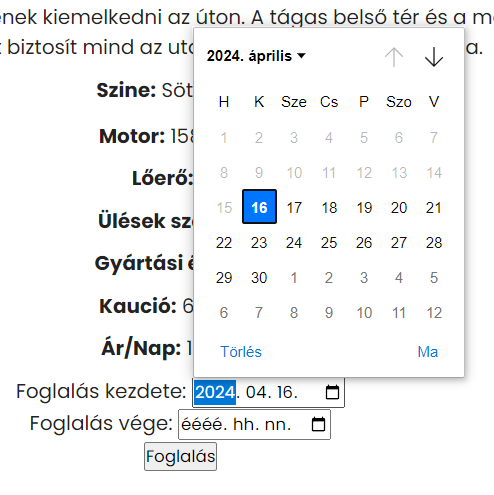 ének kiemelkedni az úton. A tágas belső tér és a m
biztosít mind az uta a.
Szine: Söt
Motor: 158
Lőerő:
Ülések sz
Gyártási é
Kaució: 6
Ár/Nap: 1
2024. április
H K Sze Cs P Szo V
1 2 3 4 5 6 7
8 9 10 11 12 13 14
15 16 17 18 19 20 21
22 23 24 25 26 27 28
29 30 1 2 3 4 5
6 7 8 9 10 11 12
Törlés Ma
Foglalás kezdete: 2024. 04. 16.
Foglalás vége: éééé. hh. nn.
Foglalás